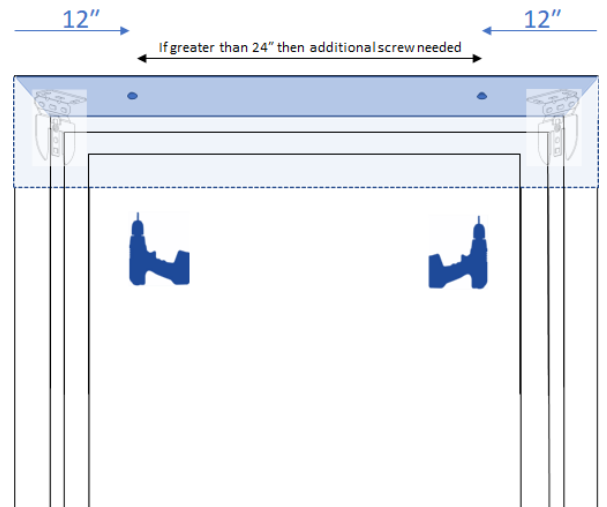 12” 12”
If greater than 24” then additional screw needed